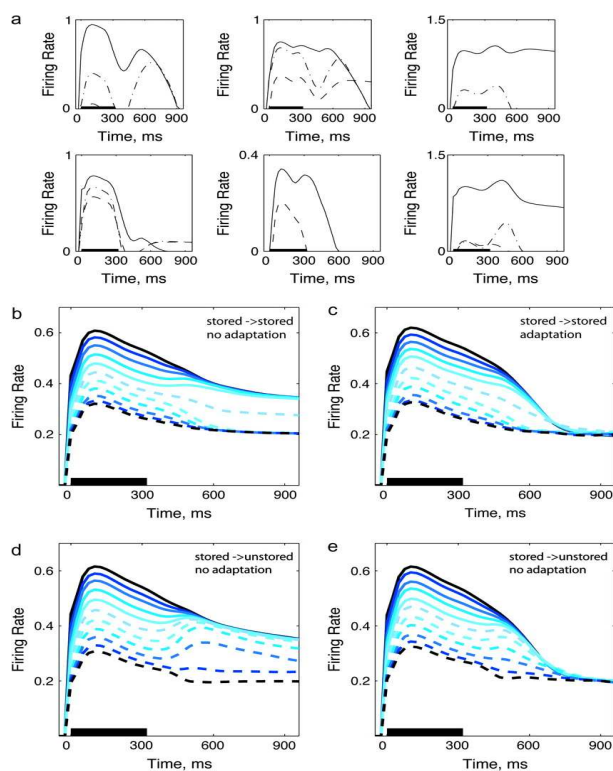 a
1 1 1.5
Firing Rate Firing Rate Firing Rate
0 0 0
0 300 600 900 0 300 600 900 0 300 600 900
Time, ms Time, ms Time, ms
1 0.4 1.5
Firing Rate Firing Rate Firing Rate
0 0 0
0 300 600 900 0 300 600 900 0 300 600 900
Time, ms Time, ms Time, ms
b c
stored ->stored stored ->stored
no adaptation adaptation
0.6 0.6
Firing Rate Firing Rate
0.4 0.4
0.2 0.2
0 300 600 900 0 300 600 900
Time, ms Time, ms
d e
stored ->unstored stored ->unstored
no adaptation no adaptation
0.6 0.6
Firing Rate Firing Rate
0.4 0.4
0.2 0.2
0 300 600 900 0 300 600 900
Time, ms Time, ms